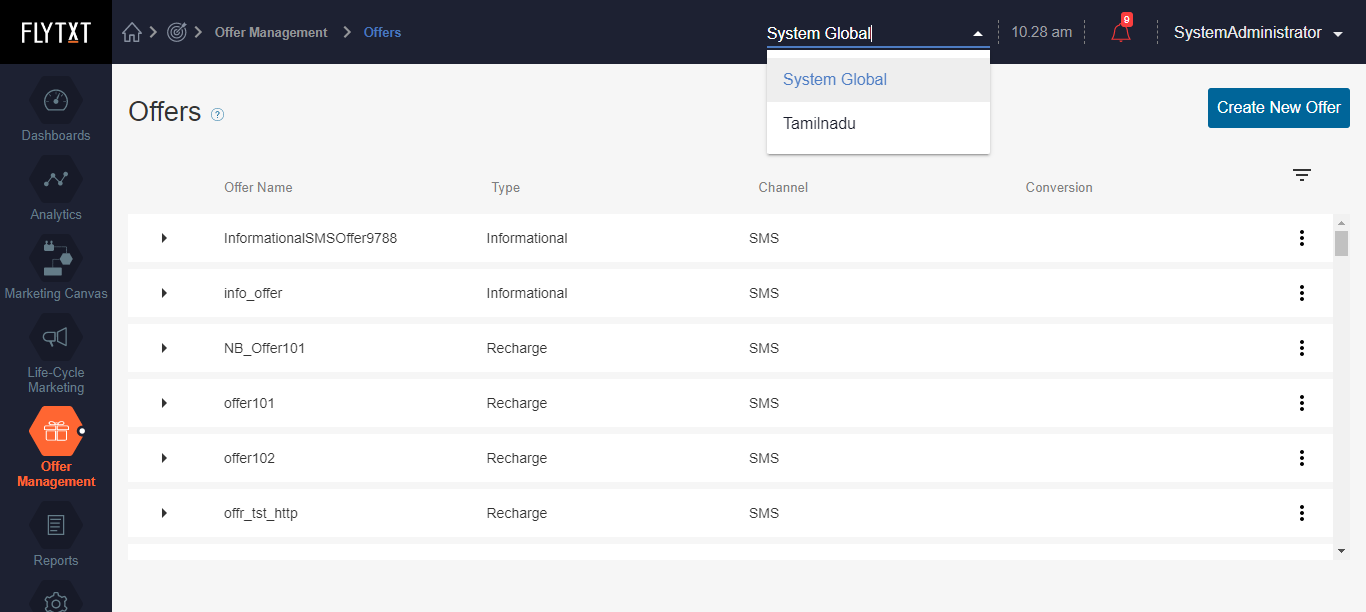 FLYTXT
Offer Management
Offers
System Global
10.28 am
9
SystemAdministrator
System Global
Tamilnadu
Dashboards
Analytics
Marketing Canvas
Life-Cycle
Marketing
Offer
Management
Reports
Offers ?
Create New Offer
Offer Name Type Channel Conversion
InformationalSMSOffer9788 Informational SMS
info_offer Informational SMS
NB_Offer101 Recharge SMS
offer101 Recharge SMS
offer102 Recharge SMS
offr_tst_http Recharge SMS